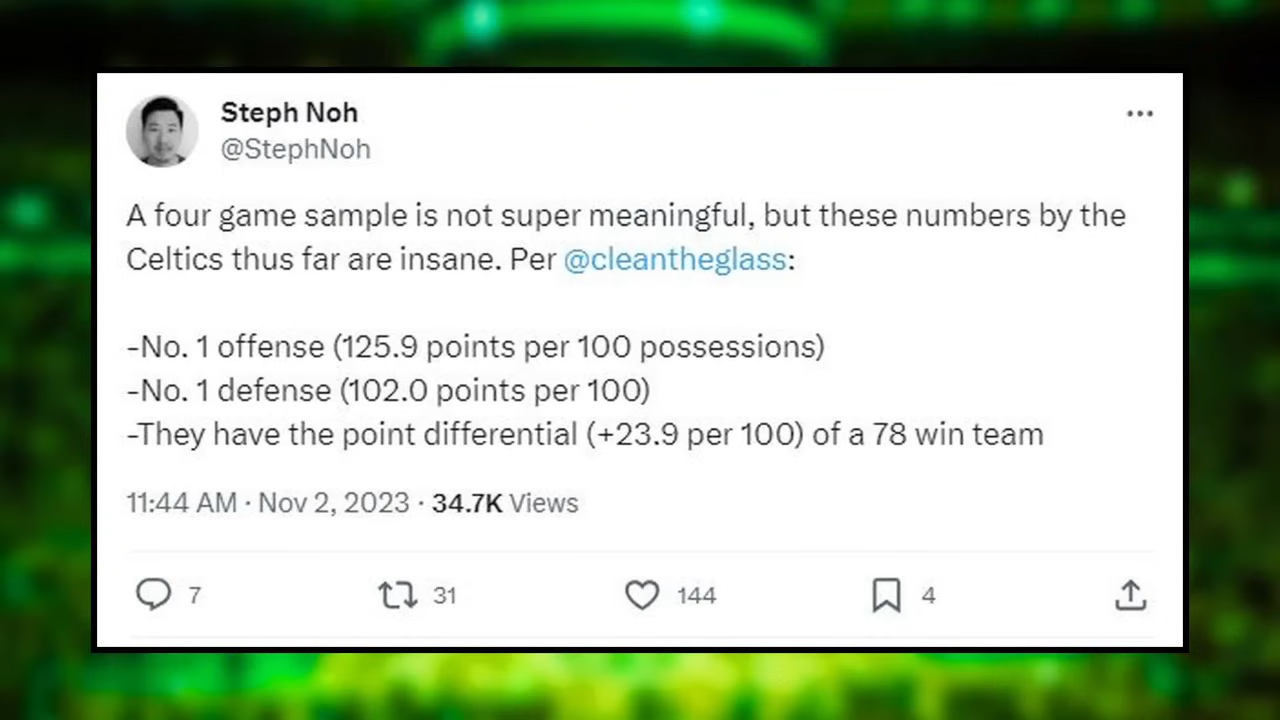 Steph Noh
@StephNoh
A four game sample is not super meaningful, but these numbers by the
Celtics thus far are insane. Per @cleantheglass:
-No. 1 offense (125.9 points per 100 possessions)
-No. 1 defense (102.0 points per 100)
-They have the point differential (+23.9 per 100) of a 78 win team
11:44 AM · Nov 2, 2023 · 34.7K Views
7 31 144 4